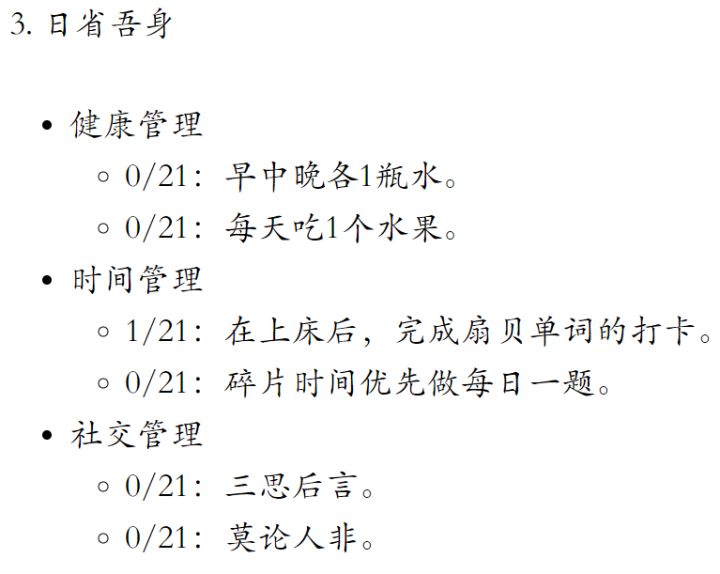 3. 日省吾身
• 健康管理
◦ 0/21：早中晚各1瓶水。
◦ 0/21：每天吃1个水果。
• 时间管理
◦ 1/21：在上床后，完成扇贝单词的打卡。
◦ 0/21：碎片时间优先做每日一题。
• 社交管理
◦ 0/21：三思后言。
◦ 0/21：莫论人非。